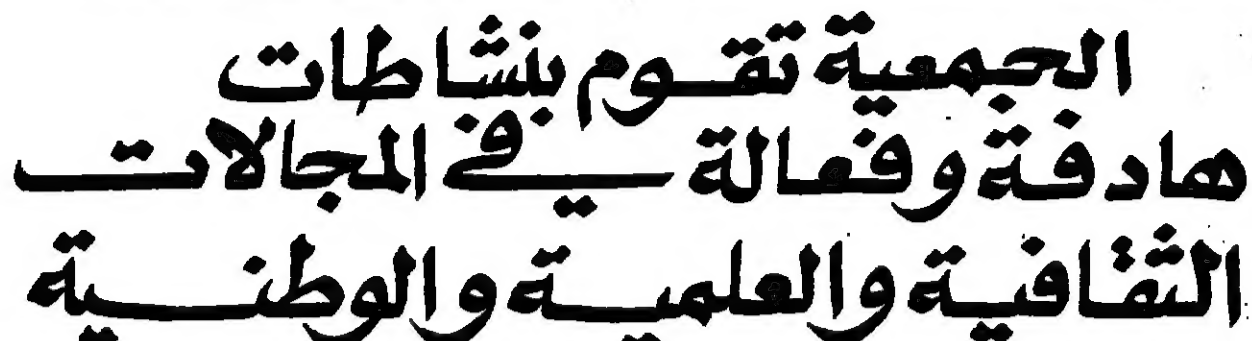 الجمعية تقوم بنشاطات
هادفة وفعالة في المجالات
الثقافية والعلمية والوطنية